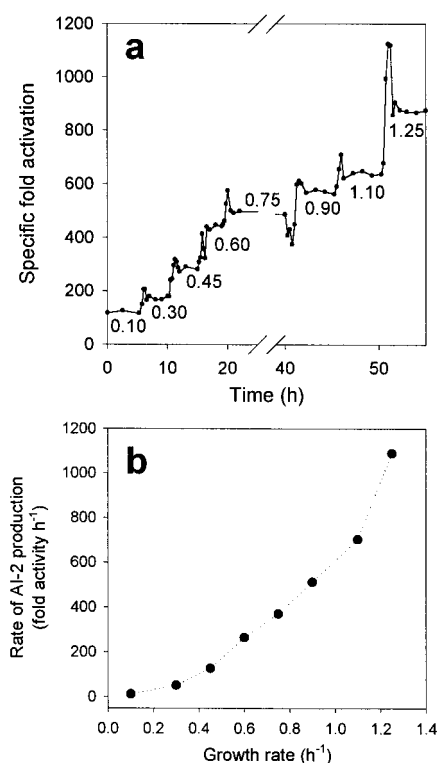 a
1200
1000
800
600
400
200
0
Specific fold activation
0.10
0.30
0.45
0.60
0.75
0.90
1.10
1.25
0 10 20 40 50
Time (h)
b
1200
1000
800
600
400
200
0
Rate of AI-2 production
(fold activity h⁻¹)
0.0 0.2 0.4 0.6 0.8 1.0 1.2 1.4
Growth rate (h⁻¹)